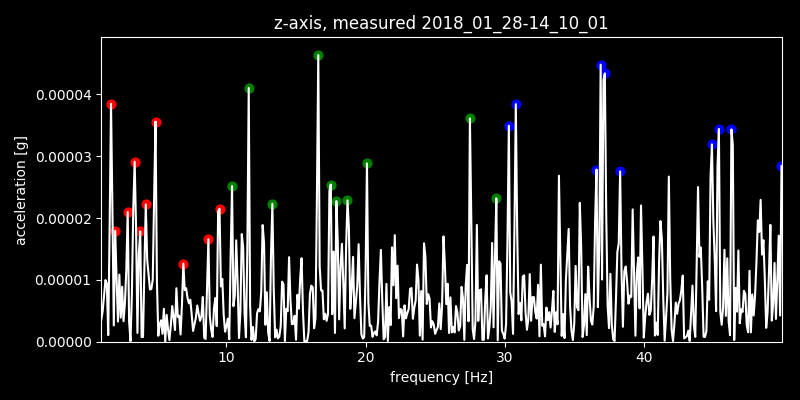 z-axis, measured 2018_01_28-14_10_01
acceleration [g]
0.00004
0.00003
0.00002
0.00001
0.00000
10 20 30 40
frequency [Hz]